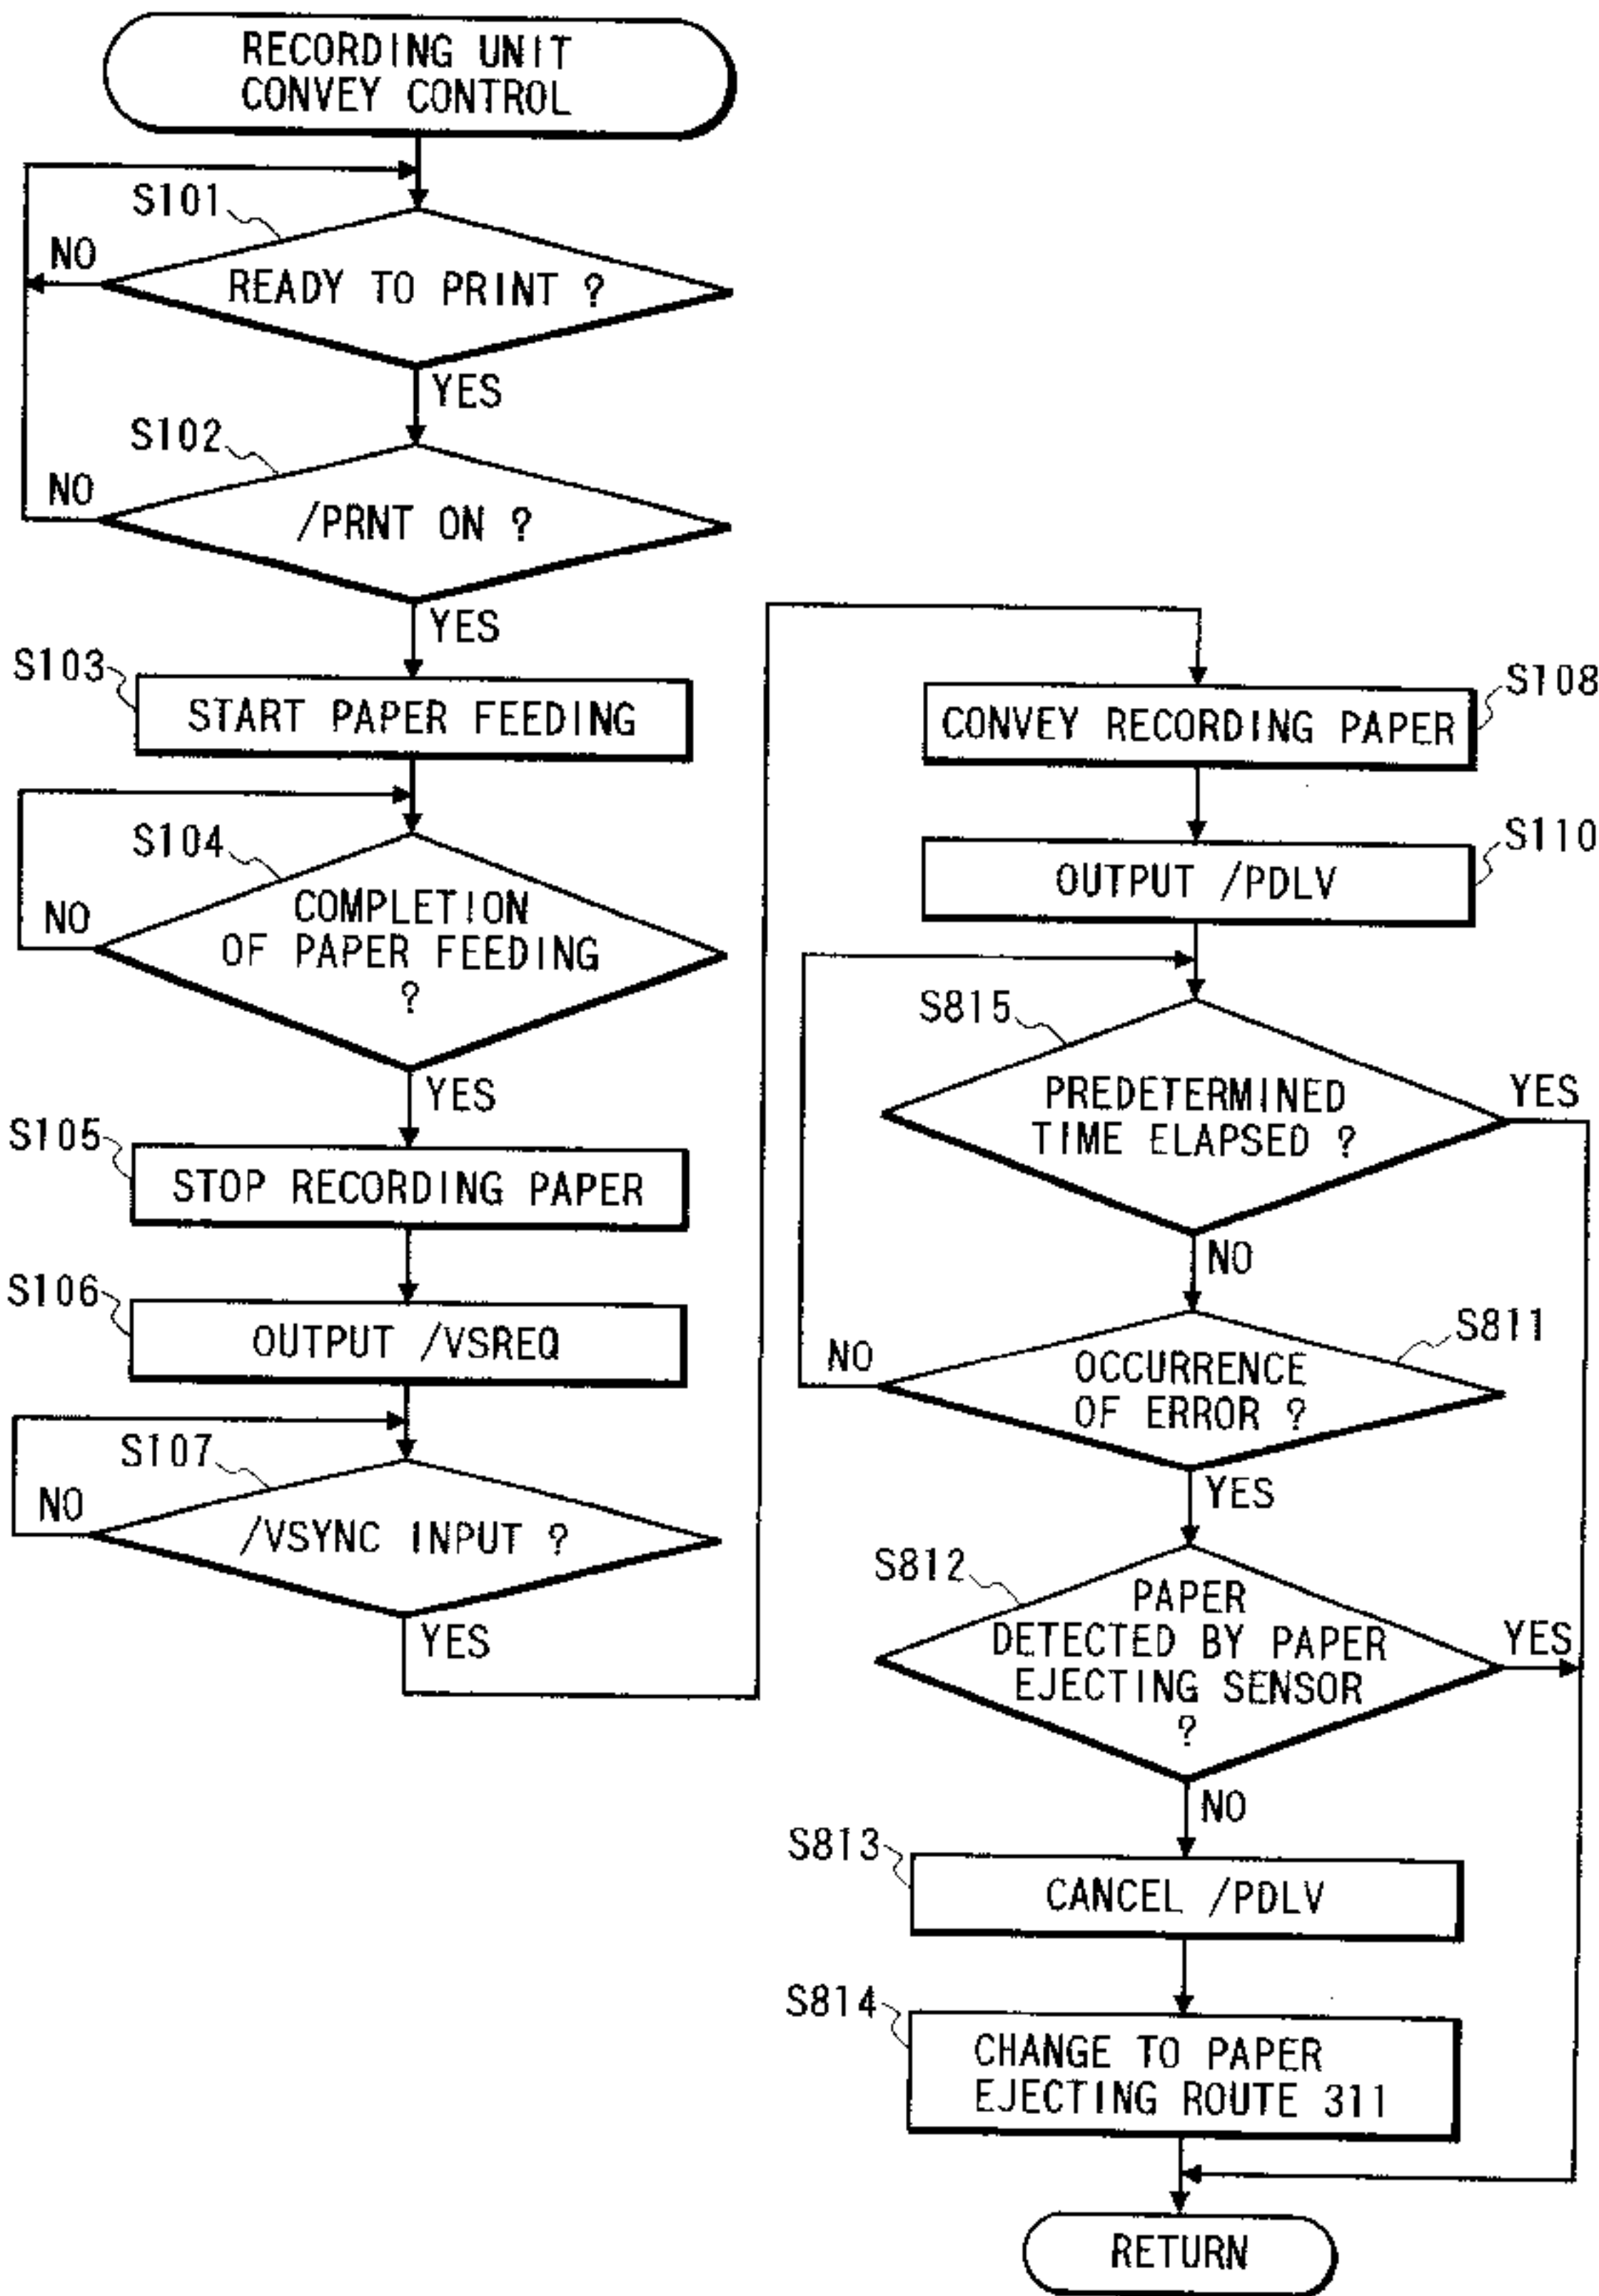 RECORDING UNIT
CONVEY CONTROL
S101
NO
READY TO PRINT ?
YES
S102
NO
/PRNT ON ?
YES
S103
START PAPER FEEDING
S104
NO
COMPLETION
OF PAPER FEEDING
?
YES
S105
STOP RECORDING PAPER
S106
OUTPUT /VSREQ
S107
NO
/VSYNC INPUT ?
YES
S108
CONVEY RECORDING PAPER
S110
OUTPUT /PDLV
S815
PREDETERMINED
TIME ELAPSED ?
YES
NO
S811
NO
OCCURRENCE
OF ERROR ?
YES
S812
PAPER
DETECTED BY PAPER
EJECTING SENSOR
?
YES
NO
S813
CANCEL /PDLV
S814
CHANGE TO PAPER
EJECTING ROUTE 311
RETURN